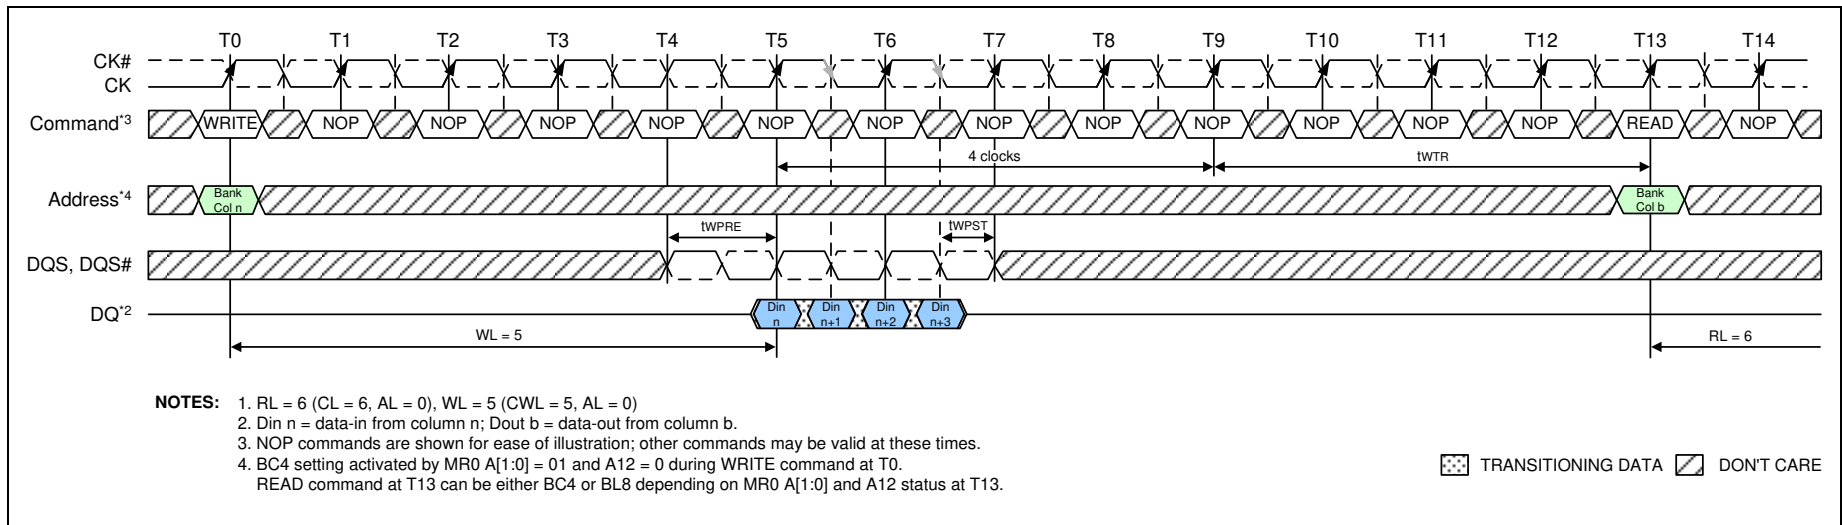 T0 T1 T2 T3 T4 T5 T6 T7 T8 T9 T10 T11 T12 T13 T14
CK#
CK
Command*3 WRITE NOP NOP NOP NOP NOP NOP NOP NOP NOP NOP NOP NOP READ NOP
4 clocks tWTR
Address*4 Bank Col n Bank Col b
tWPRE tWPST
DQS, DQS#
DQ*2 Din n Din n+1 Din n+2 Din n+3
WL = 5 RL = 6
NOTES: 1. RL = 6 (CL = 6, AL = 0), WL = 5 (CWL = 5, AL = 0)
2. Din n = data-in from column n; Dout b = data-out from column b.
3. NOP commands are shown for ease of illustration; other commands may be valid at these times.
4. BC4 setting activated by MR0 A[1:0] = 01 and A12 = 0 during WRITE command at T0.
READ command at T13 can be either BC4 or BL8 depending on MR0 A[1:0] and A12 status at T13.
TRANSITIONING DATA DON'T CARE